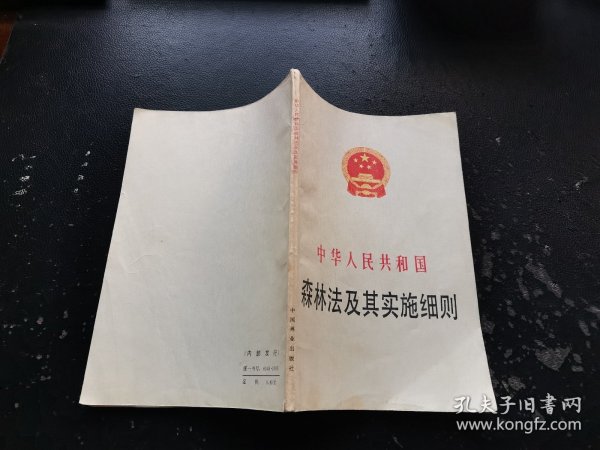 中华人民共和国
森林法及其实施细则
中国商业出版社
(内部发行)
孔夫子旧书网
www.kongfz.com